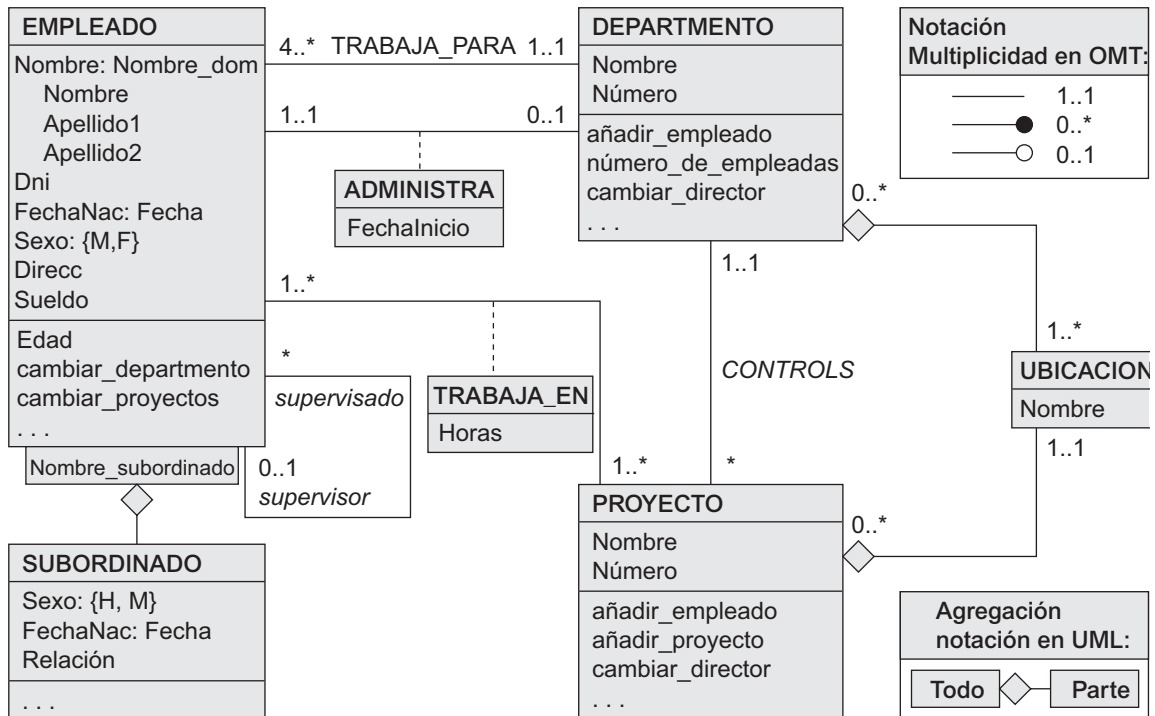 EMPLEADO
Nombre: Nombre_dom
Nombre
Apellido1
Apellido2
Dni
FechaNac: Fecha
Sexo: {M,F}
Direcc
Sueldo
Edad
cambiar_departmento
cambiar_proyectos
. . .
Nombre_subordinado
4..* TRABAJA_PARA 1..1
1..1 0..1
ADMINISTRA
FechaInicio
1..*
*
supervisado
0..1
supervisor
TRABAJA_EN
Horas
1..*
DEPARTMENTO
Nombre
Número
añadir_empleado
número_de_empleadas
cambiar_director
. . .
0..*
1..1
CONTROLS
*
1..*
UBICACION
Nombre
1..1
PROYECTO
Nombre
Número
añadir_empleado
añadir_proyecto
cambiar_director
. . .
0..*
SUBORDINADO
Sexo: {H, M}
FechaNac: Fecha
Relación
. . .
Notación
Multiplicidad en OMT:
1..1
0..*
0..1
Agregación
notación en UML:
Todo Parte